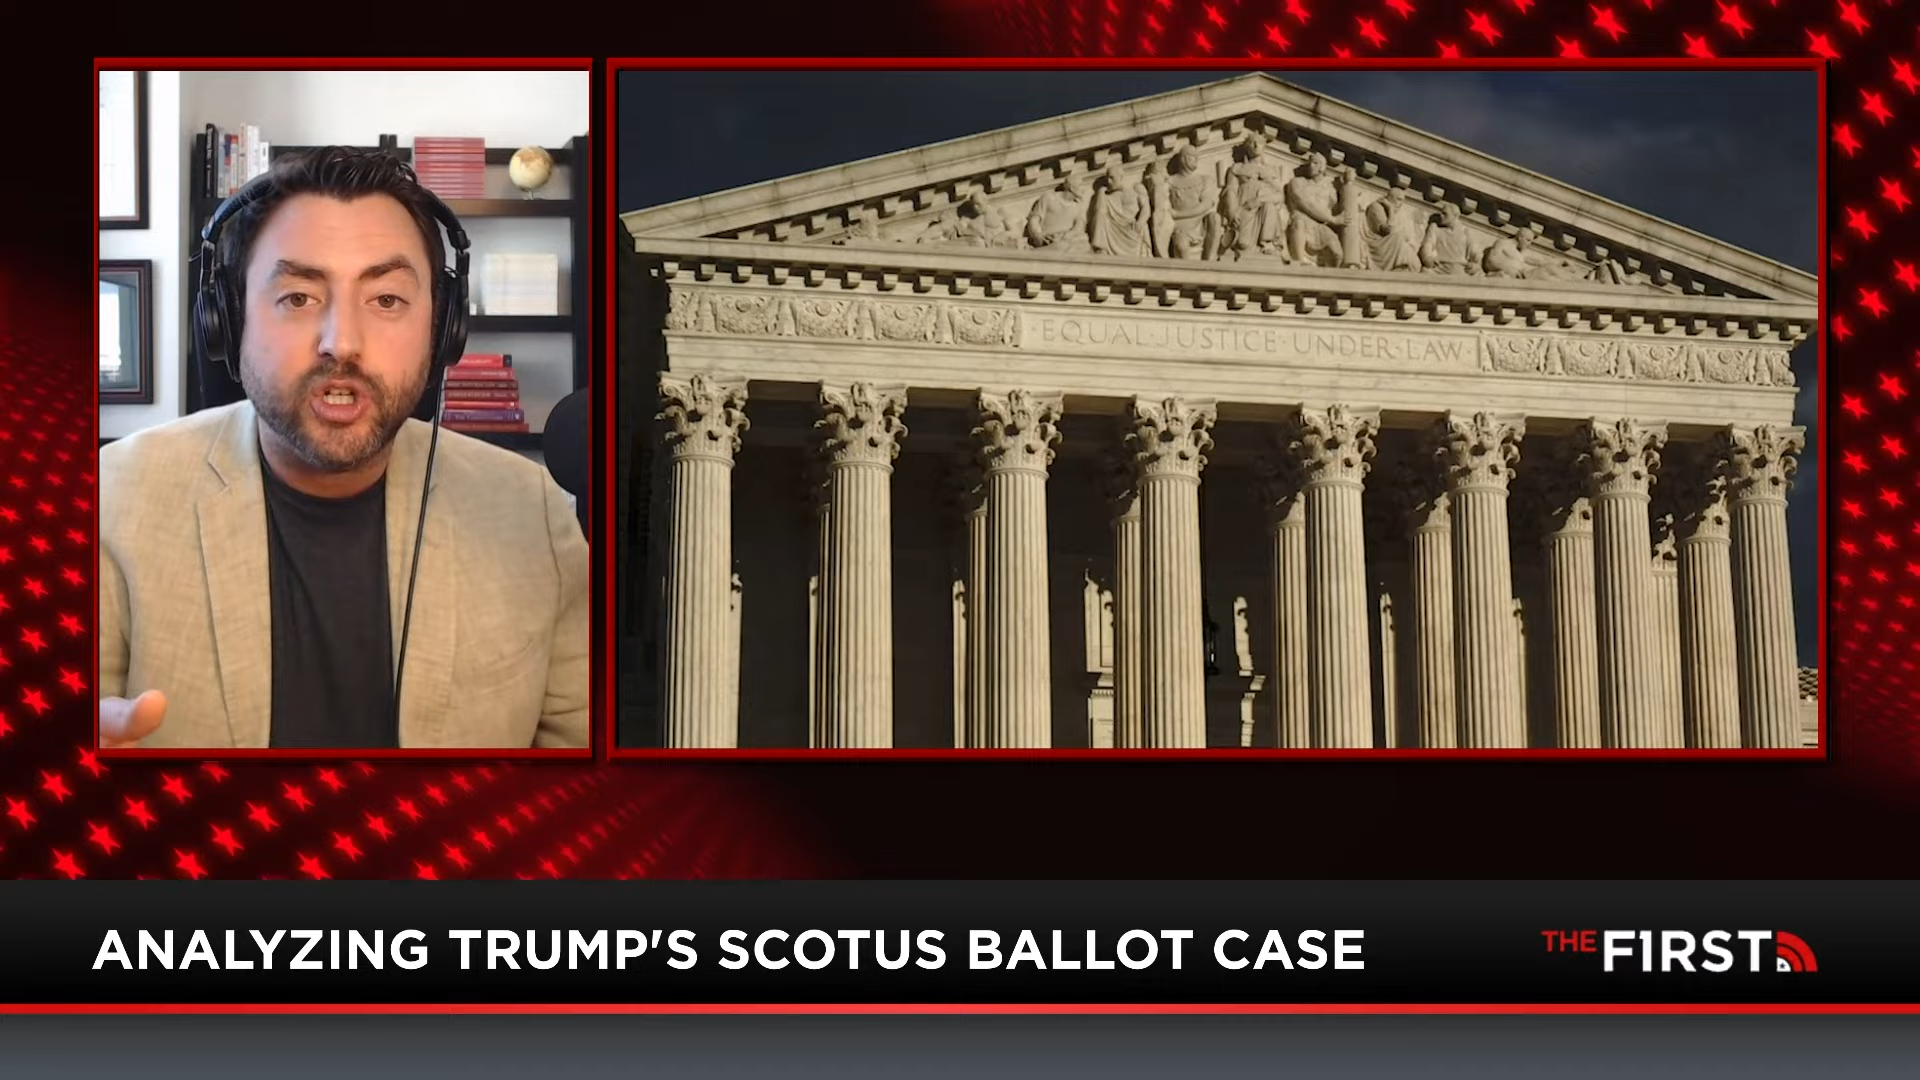 EQUAL·JUSTICE·UNDER·LAW
ANALYZING TRUMP'S SCOTUS BALLOT CASE
THE FIRST